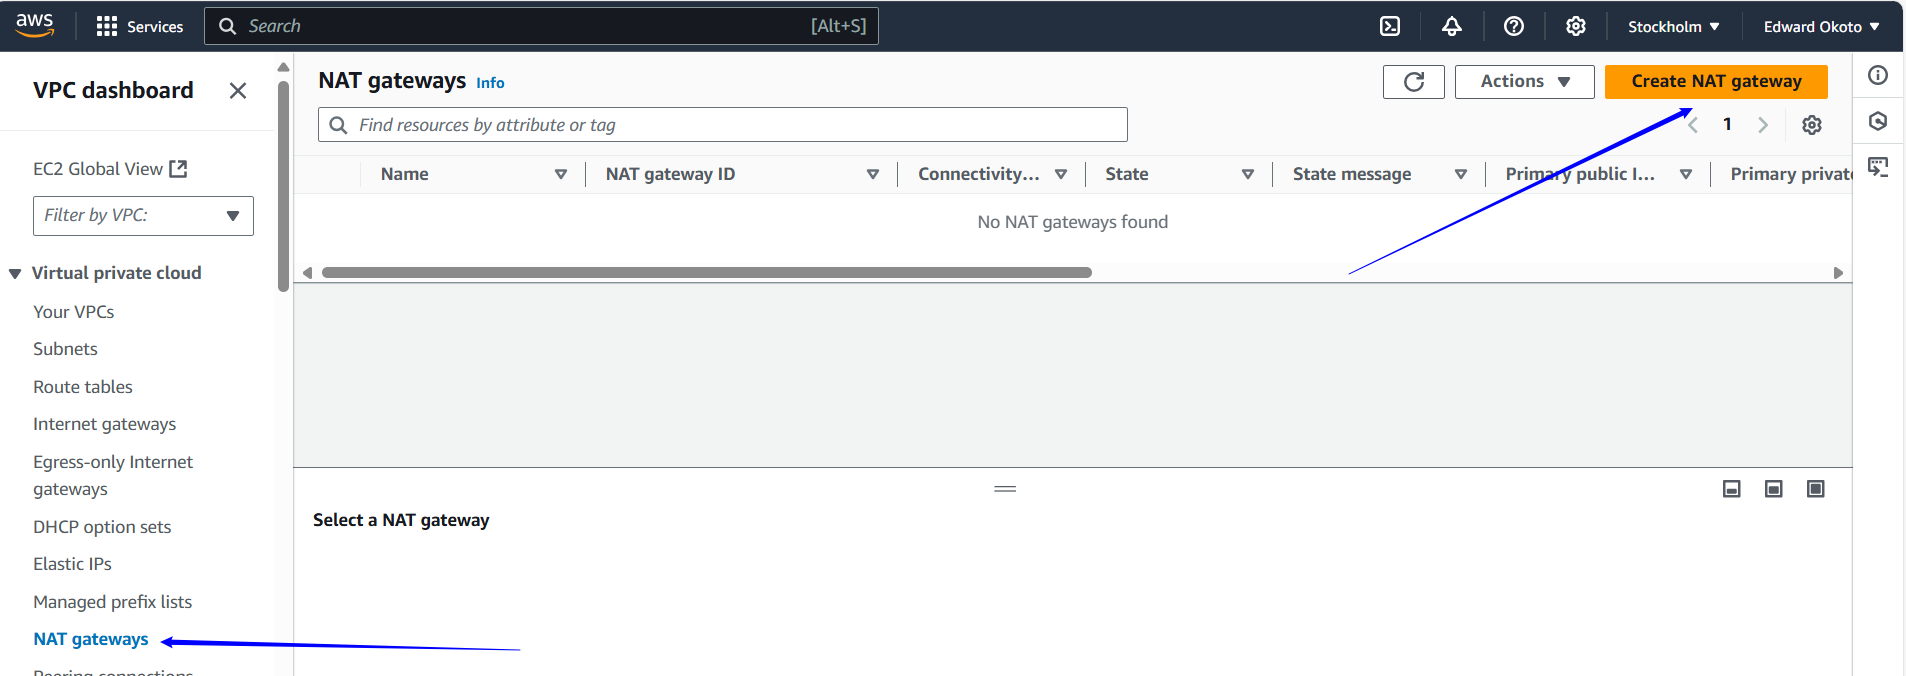 aws
Services
Search [Alt+S]
Stockholm
Edward Okoto
VPC dashboard
EC2 Global View
Filter by VPC:
Virtual private cloud
Your VPCs
Subnets
Route tables
Internet gateways
Egress-only Internet
gateways
DHCP option sets
Elastic IPs
Managed prefix lists
NAT gateways
Peering connections
NAT gateways Info
Actions
Create NAT gateway
Find resources by attribute or tag
1
Name NAT gateway ID Connectivity... State State message Primary public I... Primary private
No NAT gateways found
Select a NAT gateway